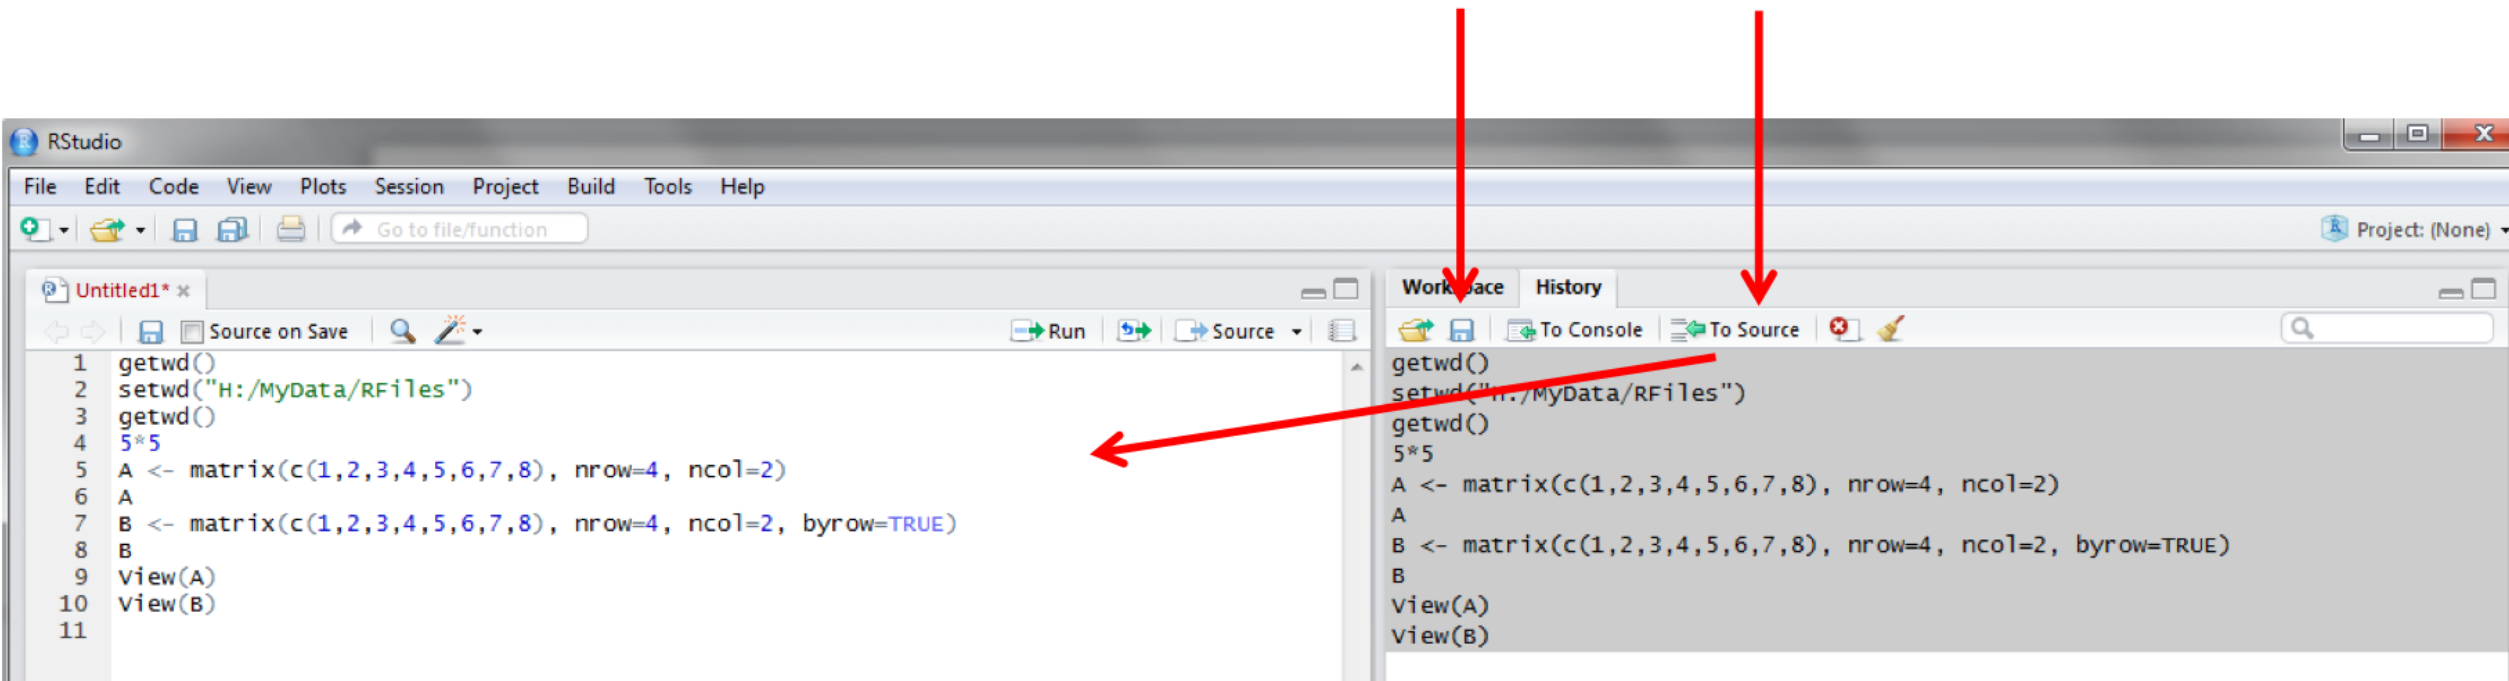 RStudio
File Edit Code View Plots Session Project Build Tools Help
Go to file/function
Project: (None)
Untitled1*
Source on Save
Run
Source
1 getwd()
2 setwd("H:/MyData/RFiles")
3 getwd()
4 5*5
5 A <- matrix(c(1,2,3,4,5,6,7,8), nrow=4, ncol=2)
6 A
7 B <- matrix(c(1,2,3,4,5,6,7,8), nrow=4, ncol=2, byrow=TRUE)
8 B
9 View(A)
10 View(B)
11
Workspace History
To Console To Source
getwd()
setwd("H:/MyData/RFiles")
getwd()
5*5
A <- matrix(c(1,2,3,4,5,6,7,8), nrow=4, ncol=2)
A
B <- matrix(c(1,2,3,4,5,6,7,8), nrow=4, ncol=2, byrow=TRUE)
B
View(A)
View(B)